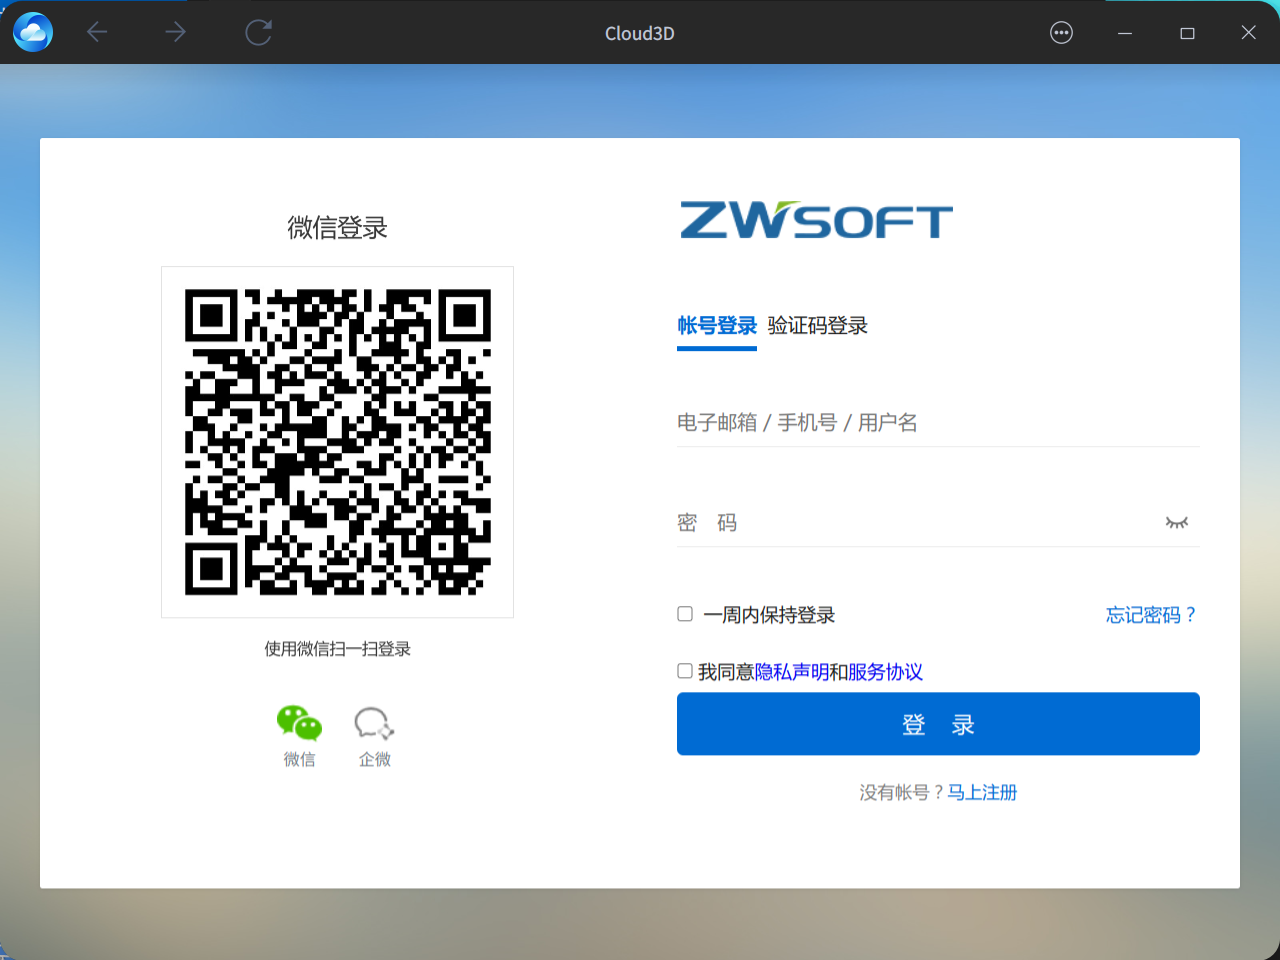 Cloud3D
微信登录
使用微信扫一扫登录
微信
企微
ZWSOFT
帐号登录 验证码登录
电子邮箱 / 手机号 / 用户名
密 码
一周内保持登录 忘记密码？
我同意隐私声明和服务协议
登 录
没有帐号？马上注册